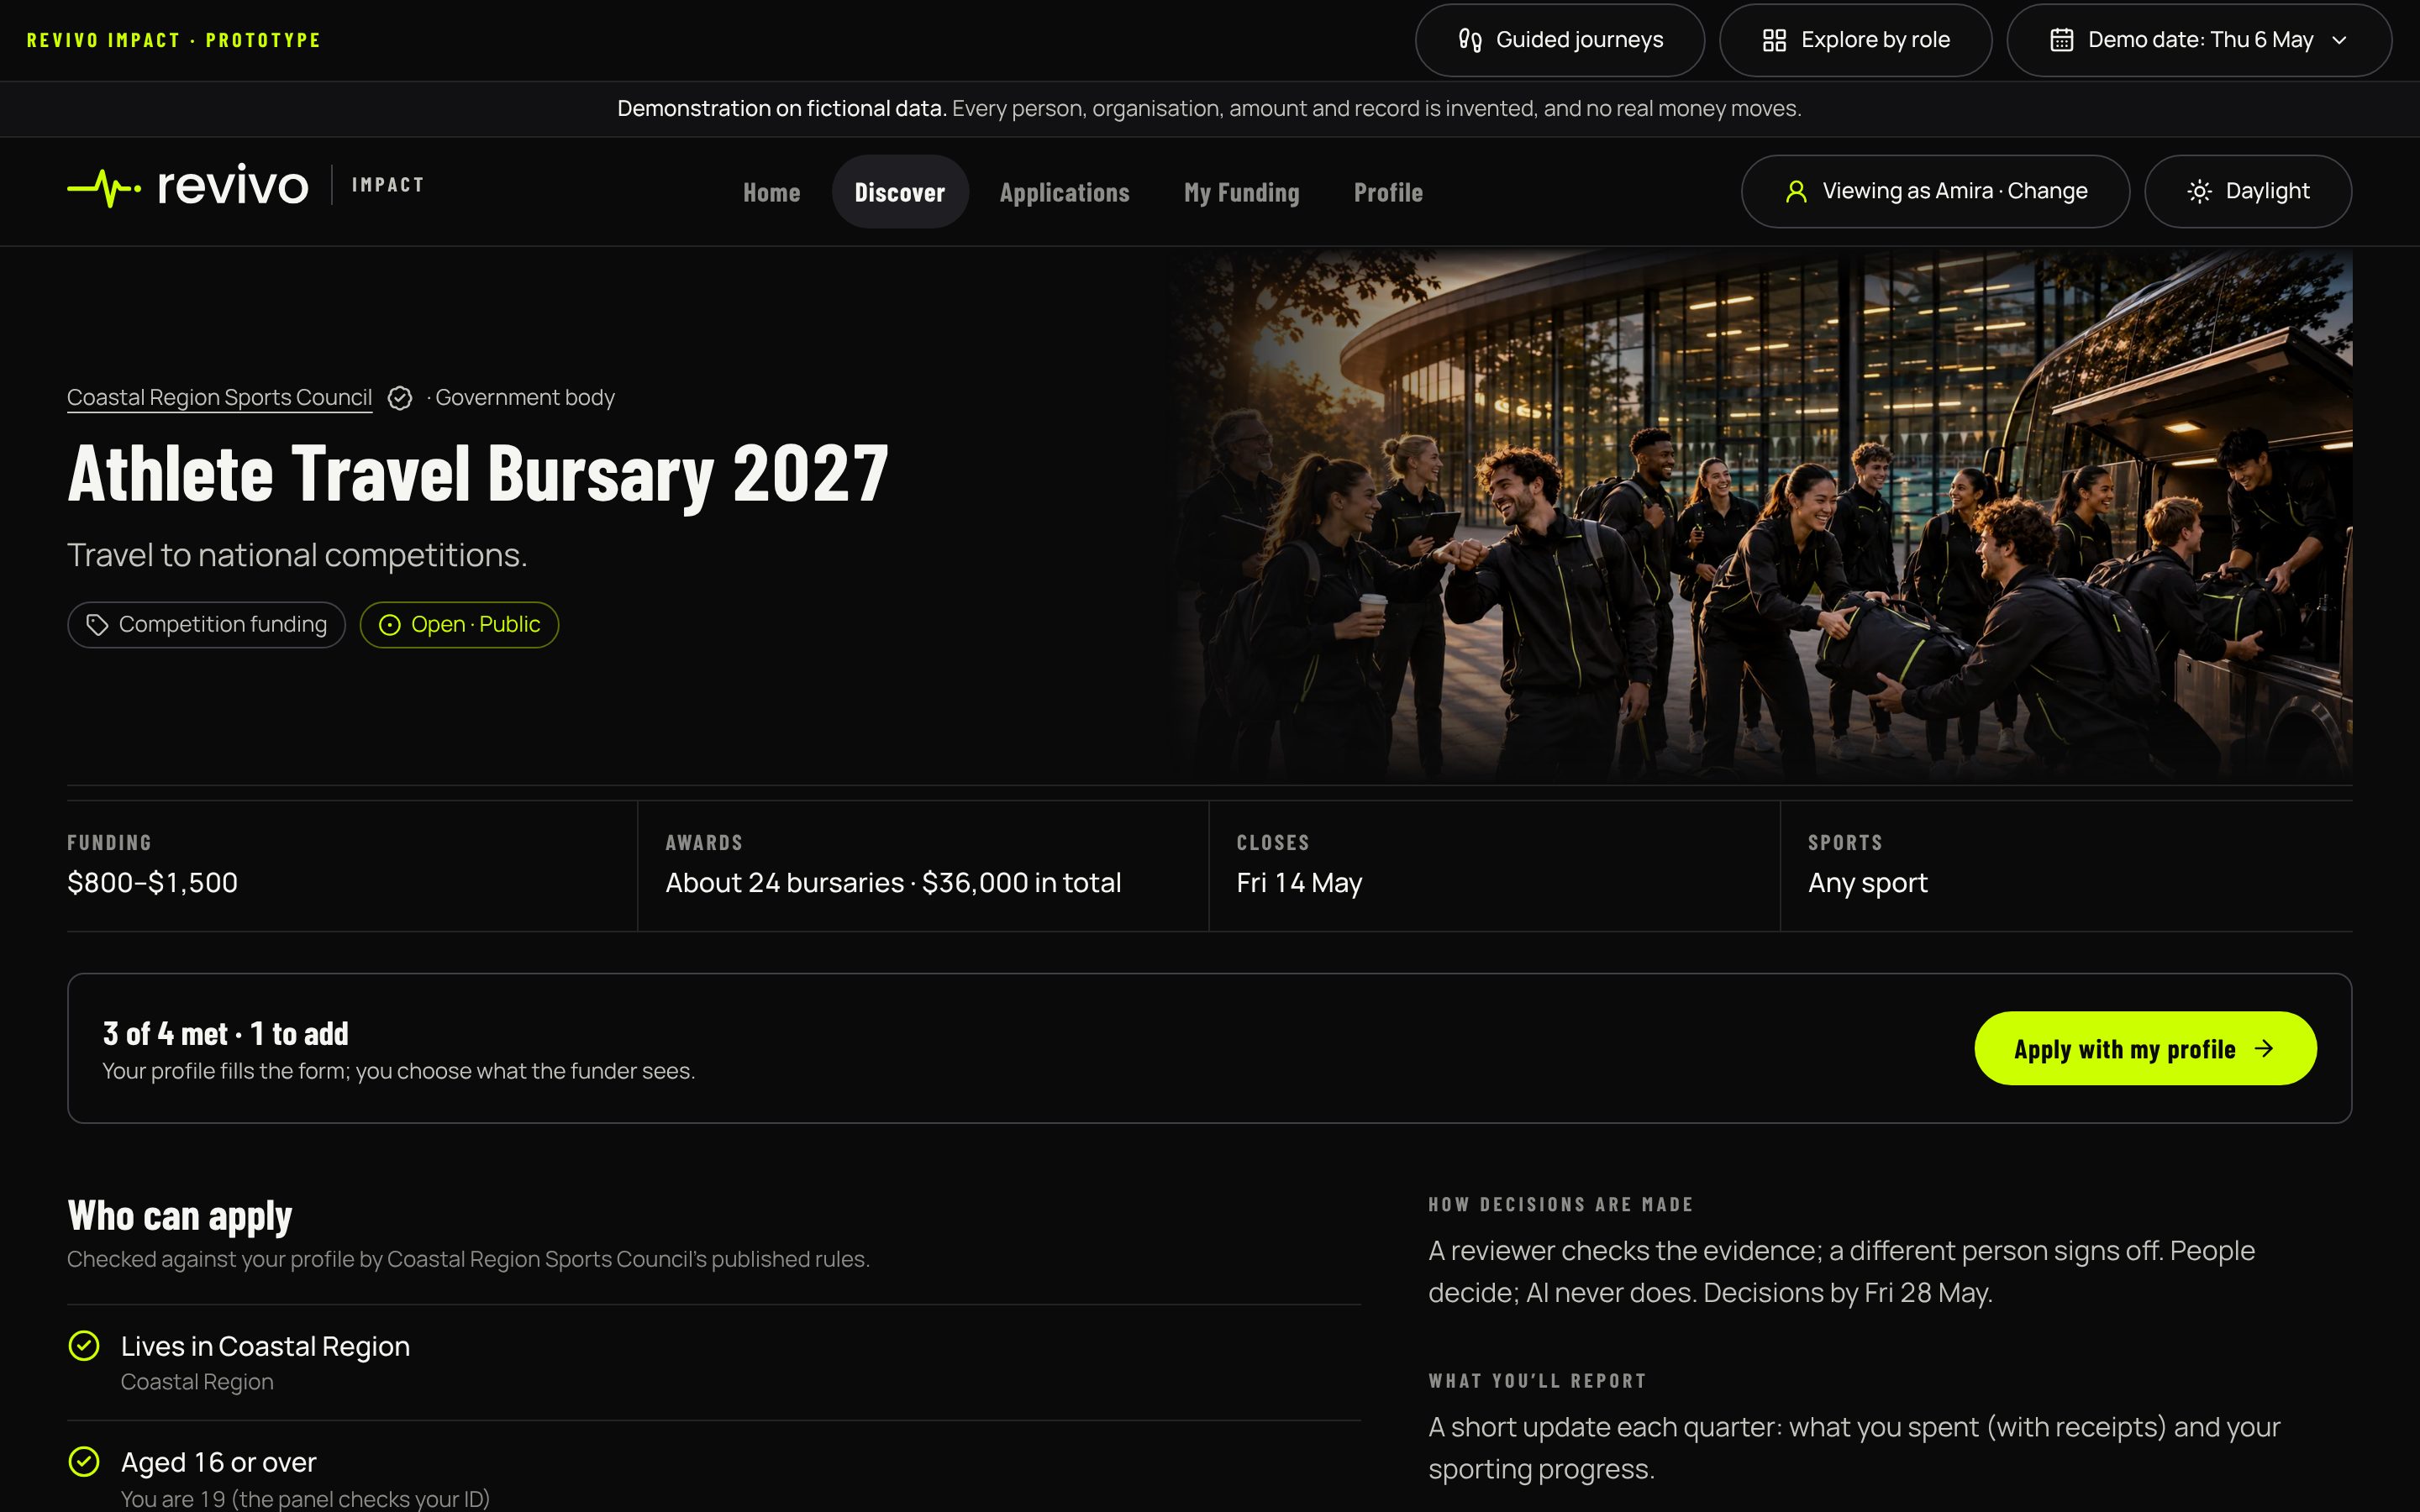 REVIVO IMPACT · PROTOTYPE
Guided journeys
Explore by role
Demo date: Thu 6 May
Demonstration on fictional data. Every person, organisation, amount and record is invented, and no real money moves.
revivo
IMPACT
Home
Discover
Applications
My Funding
Profile
Viewing as Amira · Change
Daylight
Coastal Region Sports Council · Government body
Athlete Travel Bursary 2027
Travel to national competitions.
Competition funding
Open · Public
FUNDING
$800–$1,500
AWARDS
About 24 bursaries · $36,000 in total
CLOSES
Fri 14 May
SPORTS
Any sport
3 of 4 met · 1 to add
Your profile fills the form; you choose what the funder sees.
Apply with my profile
Who can apply
Checked against your profile by Coastal Region Sports Council’s published rules.
Lives in Coastal Region
Coastal Region
Aged 16 or over
You are 19 (the panel checks your ID)
HOW DECISIONS ARE MADE
A reviewer checks the evidence; a different person signs off. People
decide; AI never does. Decisions by Fri 28 May.
WHAT YOU’LL REPORT
A short update each quarter: what you spent (with receipts) and your
sporting progress.